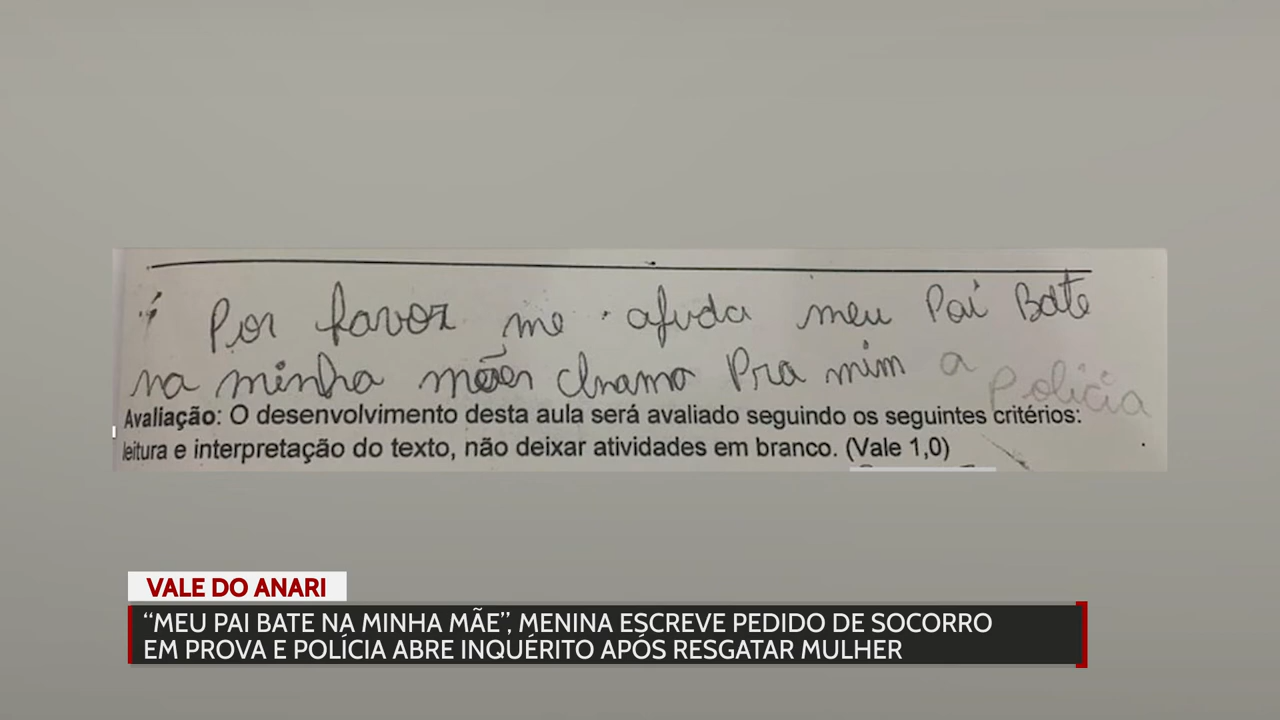 Por favor me ajuda meu Pai Bate
na minha mãe chama Pra mim a Policia
Avaliação: O desenvolvimento desta aula será avaliado seguindo os seguintes critérios:
leitura e interpretação do texto, não deixar atividades em branco. (Vale 1,0)
VALE DO ANARI
“MEU PAI BATE NA MINHA MÃE”, MENINA ESCREVE PEDIDO DE SOCORRO
EM PROVA E POLÍCIA ABRE INQUÉRITO APÓS RESGATAR MULHER